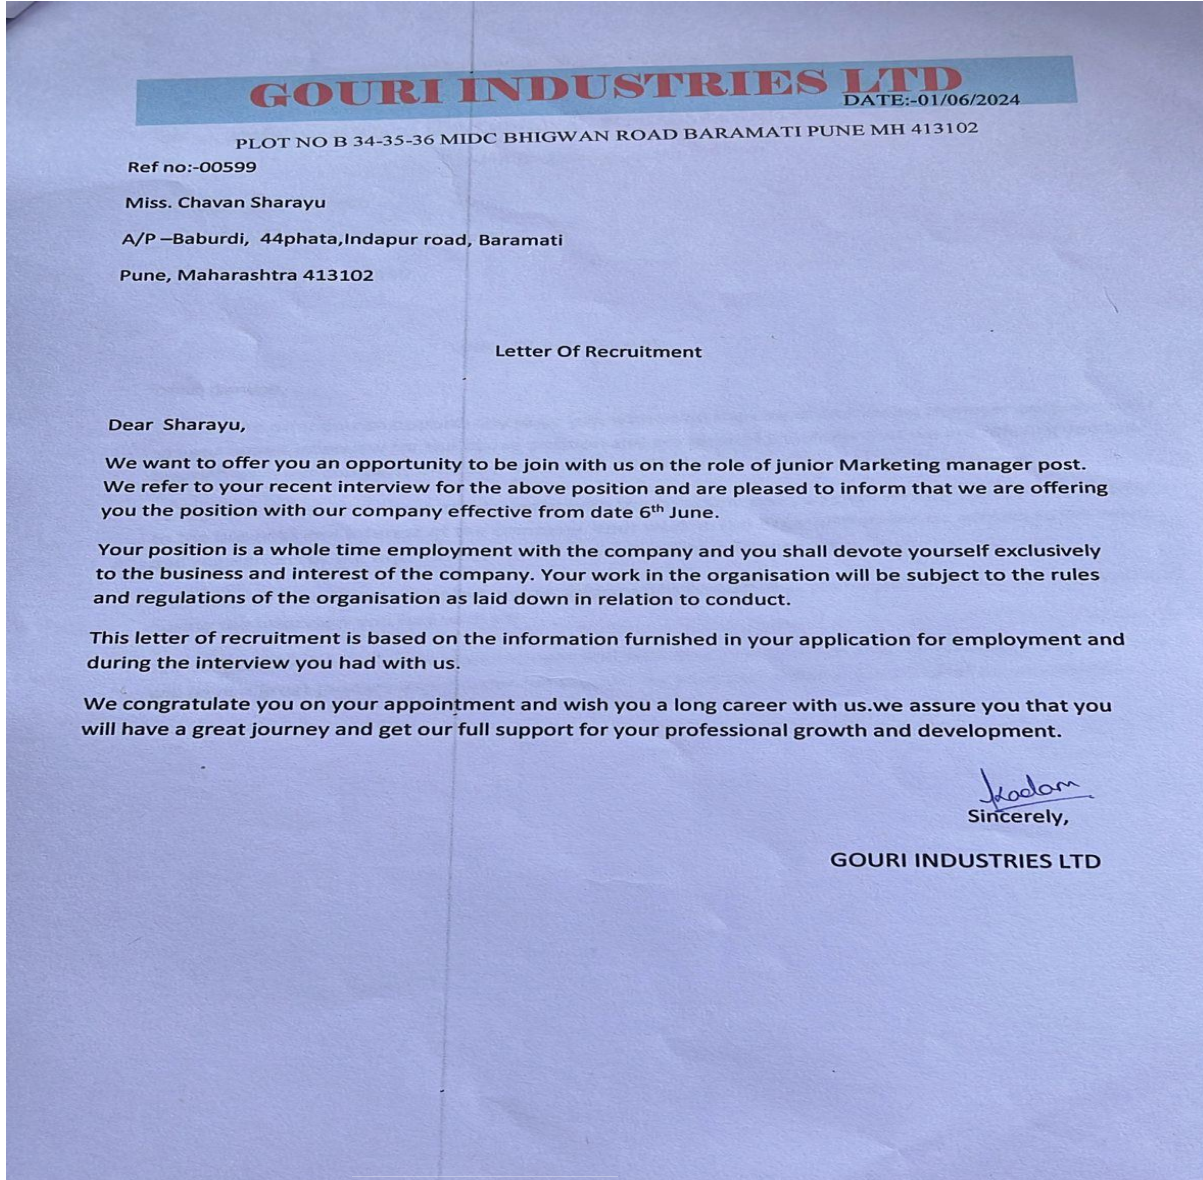 GOURI INDUSTRIES LTD
DATE:-01/06/2024
PLOT NO B 34-35-36 MIDC BHIGWAN ROAD BARAMATI PUNE MH 413102
Ref no:-00599
Miss. Chavan Sharayu
A/P –Baburdi, 44phata,Indapur road, Baramati
Pune, Maharashtra 413102
Letter Of Recruitment
Dear Sharayu,
We want to offer you an opportunity to be join with us on the role of junior Marketing manager post.
We refer to your recent interview for the above position and are pleased to inform that we are offering
you the position with our company effective from date 6th June.
Your position is a whole time employment with the company and you shall devote yourself exclusively
to the business and interest of the company. Your work in the organisation will be subject to the rules
and regulations of the organisation as laid down in relation to conduct.
This letter of recruitment is based on the information furnished in your application for employment and
during the interview you had with us.
We congratulate you on your appointment and wish you a long career with us.we assure you that you
will have a great journey and get our full support for your professional growth and development.
Kadam
Sincerely,
GOURI INDUSTRIES LTD